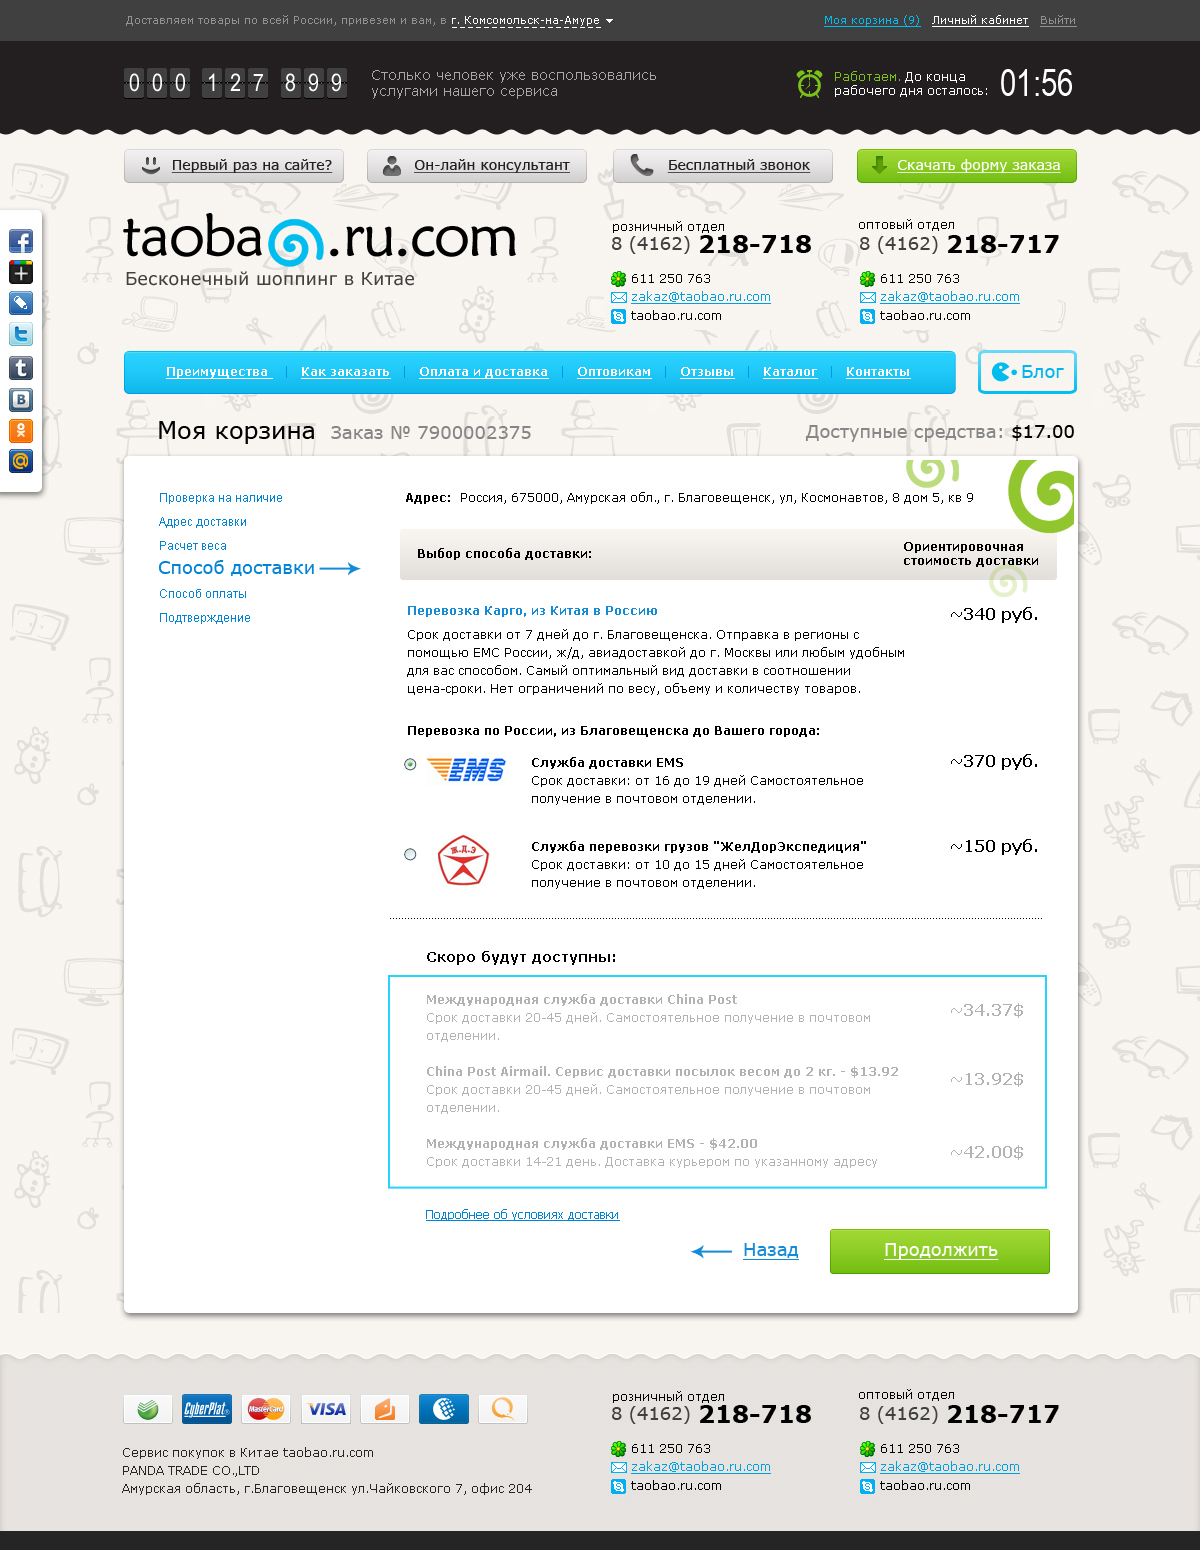 Доставляем товары по всей России, привезем и вам, в г. Комсомольск-на-Амуре
Моя корзина (9) Личный кабинет Выйти
000 127 899
Столько человек уже воспользовались
услугами нашего сервиса
Работаем. До конца
рабочего дня осталось:
01:56
Первый раз на сайте?
Он-лайн консультант
Бесплатный звонок
Скачать форму заказа
taobao.ru.com
Бесконечный шоппинг в Китае
розничный отдел
8 (4162) 218-718
611 250 763
zakaz@taobao.ru.com
taobao.ru.com
оптовый отдел
8 (4162) 218-717
611 250 763
zakaz@taobao.ru.com
taobao.ru.com
Преимущества Как заказать Оплата и доставка Оптовикам Отзывы Каталог Контакты
Блог
Моя корзина Заказ № 7900002375
Доступные средства: $17.00
Проверка на наличие
Адрес доставки
Расчет веса
Способ доставки
Способ оплаты
Подтверждение
Адрес: Россия, 675000, Амурская обл., г. Благовещенск, ул, Космонавтов, 8 дом 5, кв 9
Выбор способа доставки:
Ориентировочная
стоимость доставки
Перевозка Карго, из Китая в Россию
~340 руб.
Срок доставки от 7 дней до г. Благовещенска. Отправка в регионы с
помощью ЕМС России, ж/д, авиадоставкой до г. Москвы или любым удобным
для вас способом. Самый оптимальный вид доставки в соотношении
цена-сроки. Нет ограничений по весу, объему и количеству товаров.
Перевозка по России, из Благовещенска до Вашего города:
EMS
Служба доставки EMS
~370 руб.
Срок доставки: от 16 до 19 дней Самостоятельное
получение в почтовом отделении.
Ж.Д.Э
Служба перевозки грузов "ЖелДорЭкспедиция"
~150 руб.
Срок доставки: от 10 до 15 дней Самостоятельное
получение в почтовом отделении.
Скоро будут доступны:
Международная служба доставки China Post
~34.37$
Срок доставки 20-45 дней. Самостоятельное получение в почтовом
отделении.
China Post Airmail. Сервис доставки посылок весом до 2 кг. - $13.92
~13.92$
Срок доставки 20-45 дней. Самостоятельное получение в почтовом
отделении.
Международная служба доставки EMS - $42.00
~42.00$
Срок доставки 14-21 день. Доставка курьером по указанному адресу
Подробнее об условиях доставки
Назад
Продолжить
CyberPlat MasterCard VISA
Сервис покупок в Китае taobao.ru.com
PANDA TRADE CO.,LTD
Амурская область, г.Благовещенск ул.Чайковского 7, офис 204
розничный отдел
8 (4162) 218-718
611 250 763
zakaz@taobao.ru.com
taobao.ru.com
оптовый отдел
8 (4162) 218-717
611 250 763
zakaz@taobao.ru.com
taobao.ru.com